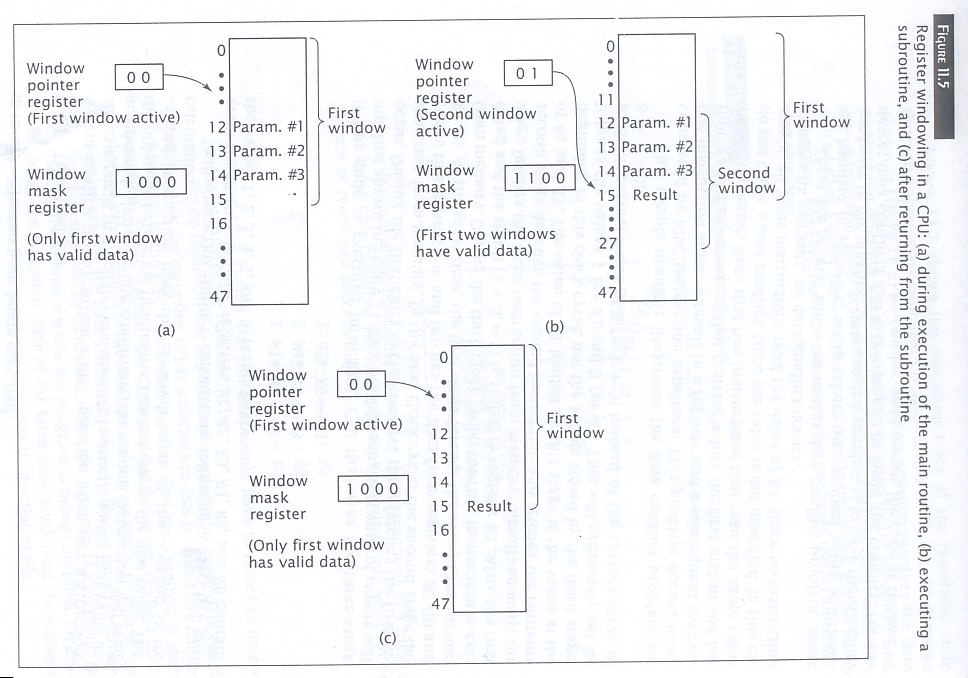 FIGURE 11.5
Register windowing in a CPU: (a) during execution of the main routine, (b) executing a
subroutine, and (c) after returning from the subroutine
Window
pointer
register
(First window active)
0 0
Window
mask
register
1 0 0 0
(Only first window
has valid data)
0
12 Param. #1
13 Param. #2
14 Param. #3
15
16
47
First
window
(a)
Window
pointer
register
(Second window
active)
0 1
Window
mask
register
1 1 0 0
(First two windows
have valid data)
0
11
12 Param. #1
13 Param. #2
14 Param. #3
15 Result
27
47
Second
window
First
window
(b)
Window
pointer
register
(First window active)
0 0
Window
mask
register
1 0 0 0
(Only first window
has valid data)
0
12
13
14
15 Result
16
47
First
window
(c)